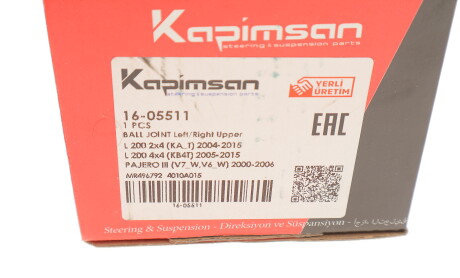 Kapimsan
steering & suspension parts
Kapimsan
steering & suspension parts
YERLİ
ÜRETİM
16-05511
1 PCS
BALL JOINT Left/Right Upper
L 200 2x4 (KA_T) 2004-2015
L 200 4x4 (KB4T) 2005-2015
PAJERO III (V7_W,V6_W) 2000-2006
MR496792 4010A015
EAC
16-05511
Steering & Suspension - Direksiyon ve Süspansiyon -